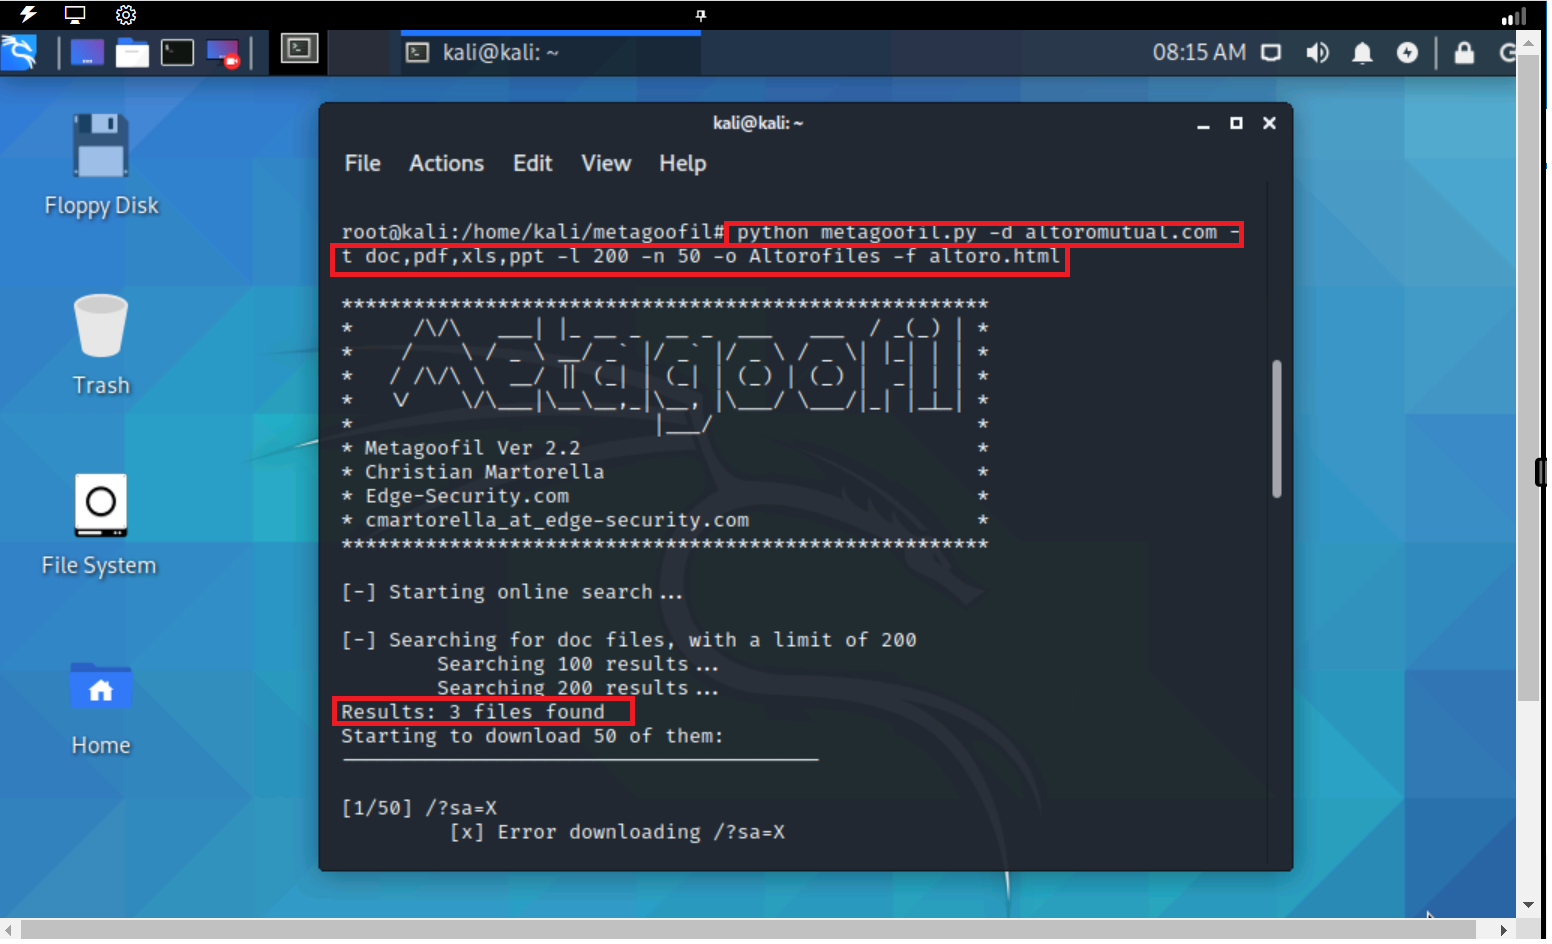 kali@kali: ~
08:15 AM
Floppy Disk
Trash
File System
Home
kali@kali: ~
File Actions Edit View Help
root@kali:/home/kali/metagoofil# python metagoofil.py -d altoromutual.com -
t doc,pdf,xls,ppt -l 200 -n 50 -o Altorofiles -f altoro.html
******************************************************
Metagoofil
* Metagoofil Ver 2.2 *
* Christian Martorella *
* Edge-Security.com *
* cmartorella_at_edge-security.com *
******************************************************
[-] Starting online search...
[-] Searching for doc files, with a limit of 200
Searching 100 results...
Searching 200 results...
Results: 3 files found
Starting to download 50 of them:
[1/50] /?sa=X
[x] Error downloading /?sa=X